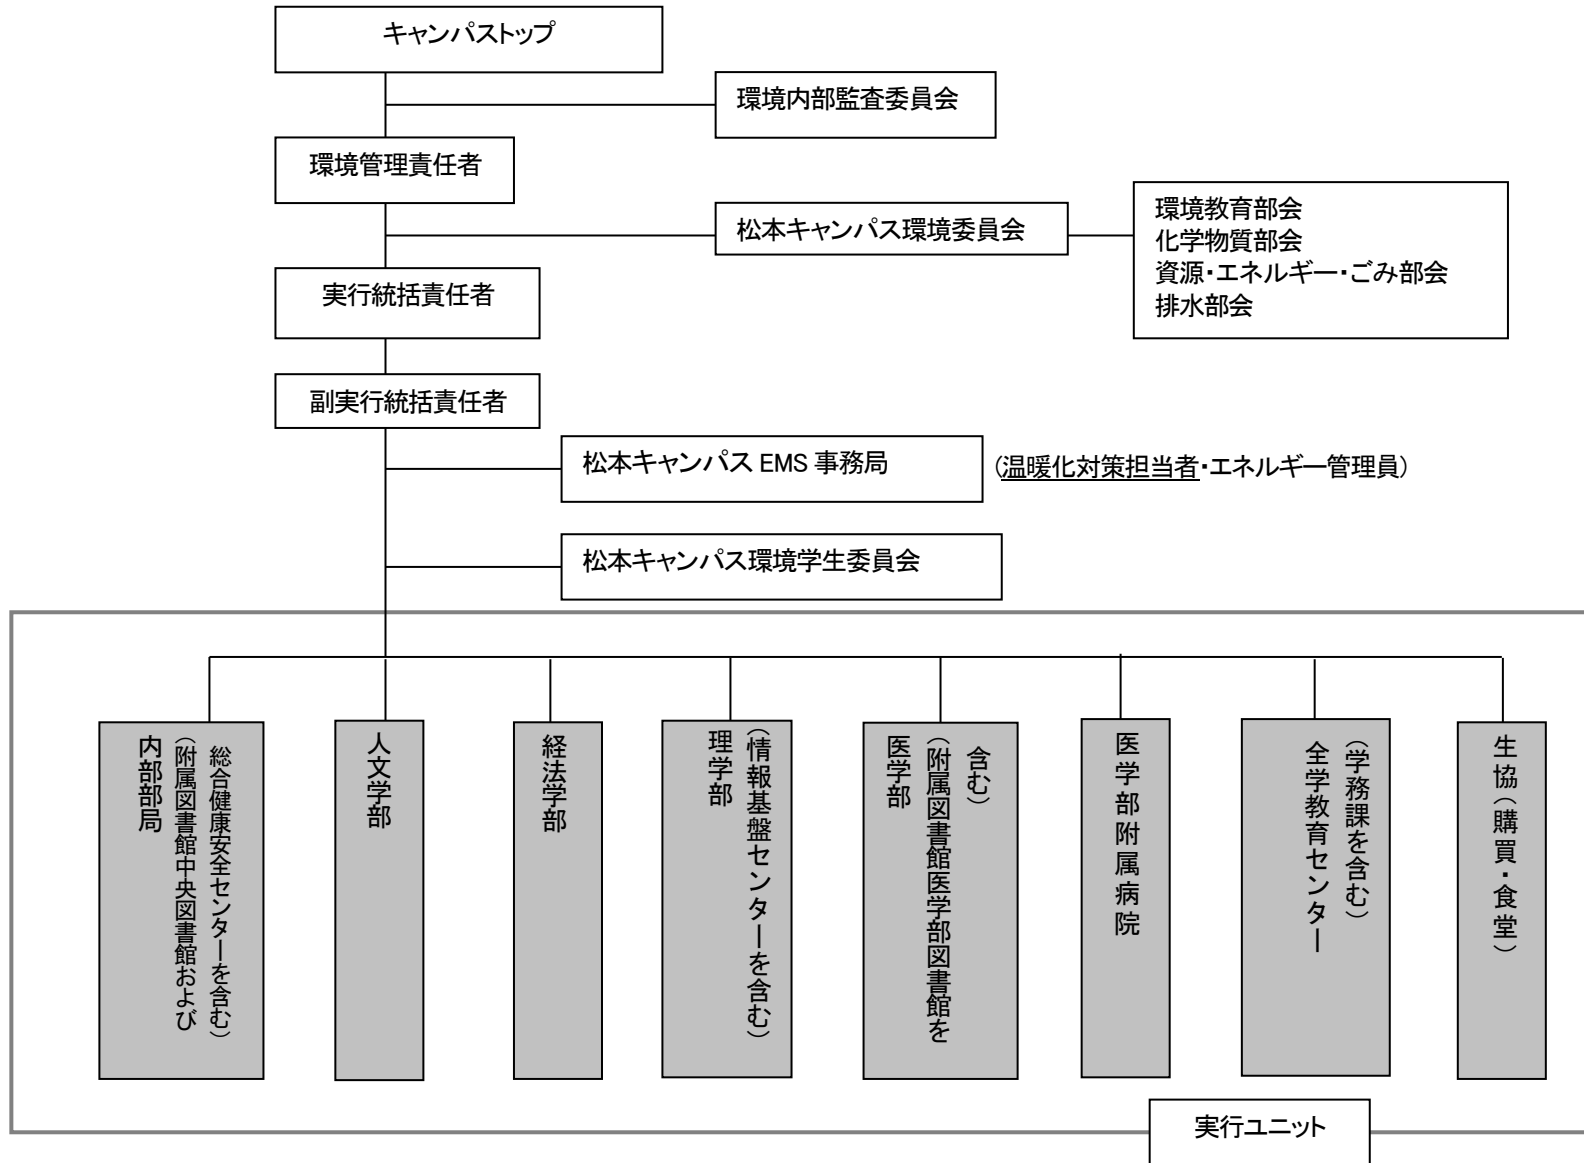 キャンパストップ
環境内部監査委員会
環境管理責任者
松本キャンパス環境委員会
環境教育部会
化学物質部会
資源・エネルギー・ごみ部会
排水部会
実行統括責任者
副実行統括責任者
松本キャンパス EMS 事務局
(温暖化対策担当者・エネルギー管理員)
松本キャンパス環境学生委員会
内部部局
(附属図書館中央図書館および
総合健康安全センターを含む)
人文学部
経法学部
理学部
(情報基盤センターを含む)
医学部
(附属図書館医学部図書館を
含む)
医学部附属病院
全学教育センター
(学務課を含む)
生協(購買・食堂)
実行ユニット